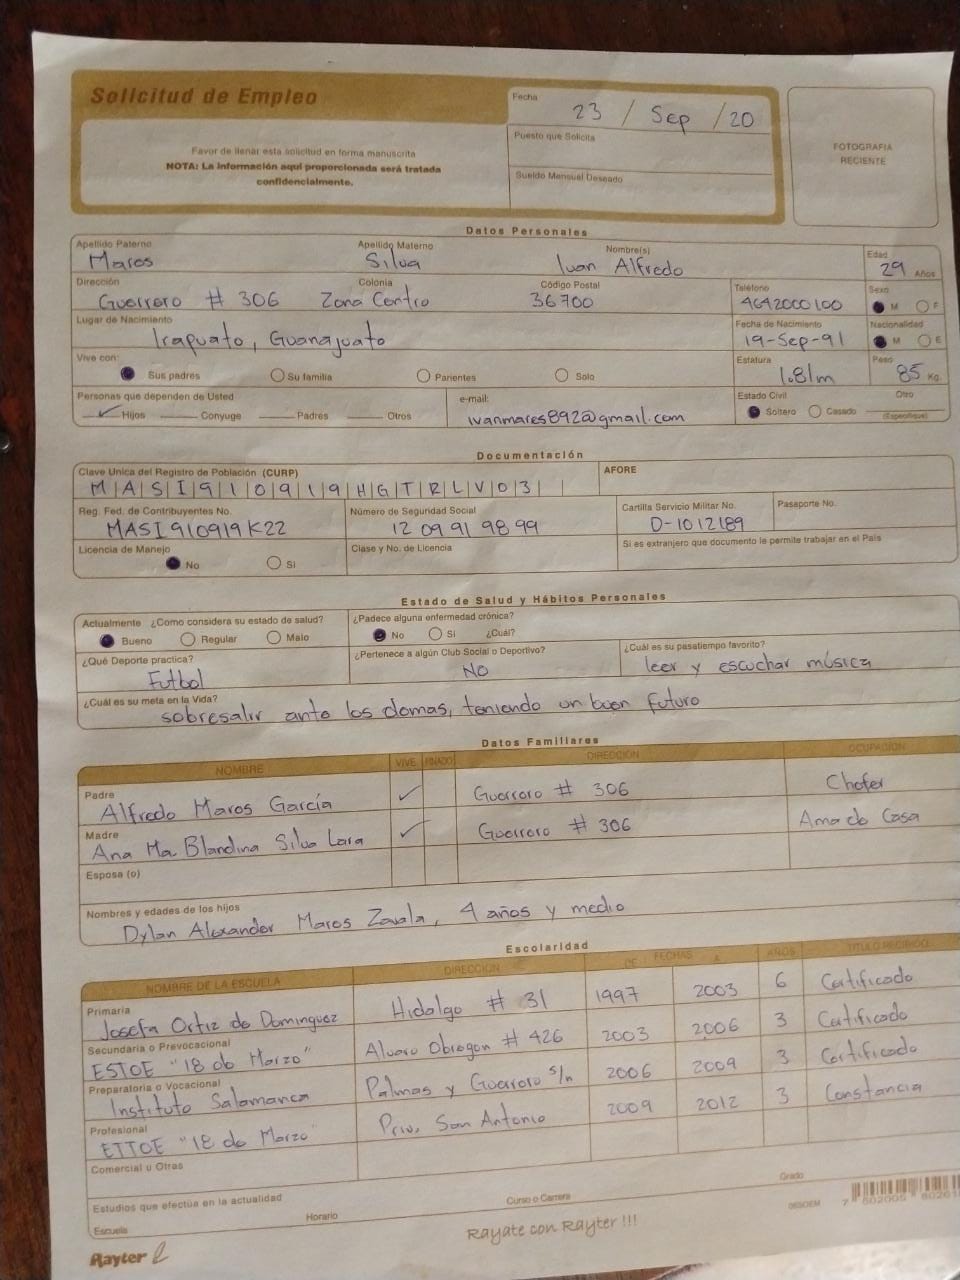 Solicitud de Empleo
Favor de llenar esta solicitud en forma manuscrita
NOTA: La información aquí proporcionada será tratada
confidencialmente.
Fecha
23 / Sep / 20
Puesto que Solicita
Sueldo Mensual Deseado
FOTOGRAFIA
RECIENTE
Datos Personales
Apellido Paterno Apellido Materno Nombre(s) Edad
Mares Silva Ivan Alfredo 29 Años
Dirección Colonia Código Postal Teléfono Sexo
Guerrero # 306 Zona Centro 36700 4642000100 M F
Lugar de Nacimiento Fecha de Nacimiento Nacionalidad
Irapuato, Guanajuato 19-Sep-91 M E
Vive con: Estatura Peso
Sus padres Su familia Parientes Solo 1.81m 85 Kg.
Personas que dependen de Usted e-mail: Estado Civil Otro
Hijos Conyuge Padres Otros ivanmares892@gmail.com Soltero Casado (Especifique)
Documentación
Clave Unica del Registro de Población (CURP) AFORE
MASI910919HGTRLV03
Reg. Fed. de Contribuyentes No. Número de Seguridad Social Cartilla Servicio Militar No. Pasaporte No.
MASI910919K22 12 09 91 98 99 D-1012189
Licencia de Manejo Clase y No. de Licencia Si es extranjero que documento le permite trabajar en el País
No Si
Estado de Salud y Hábitos Personales
Actualmente ¿Como considera su estado de salud? ¿Padece alguna enfermedad crónica?
Bueno Regular Malo No Si ¿Cuál?
¿Qué Deporte practica? ¿Pertenece a algún Club Social o Deportivo? ¿Cuál es su pasatiempo favorito?
Futbol No leer y escuchar música
¿Cuál es su meta en la Vida?
sobresalir ante los demas, teniendo un buen futuro
Datos Familiares
NOMBRE VIVE FINADO DIRECCION OCUPACION
Padre
Alfredo Mares García Guerrero # 306 Chofer
Madre
Ana Ma. Blandina Silva Lara Guerrero # 306 Ama de Casa
Esposa (o)
Nombres y edades de los hijos
Dylan Alexander Mares Zavala, 4 años y medio
Escolaridad
NOMBRE DE LA ESCUELA DIRECCION DE FECHAS A AÑOS TITULO RECIBIDO
Primaria
Josefa Ortiz de Dominguez Hidalgo # 31 1997 2003 6 Certificado
Secundaria o Prevocacional
ESTOE "18 de Marzo" Alvaro Obregon # 426 2003 2006 3 Certificado
Preparatoria o Vocacional
Instituto Salamanca Palmas y Guerrero s/n 2006 2009 3 Certificado
Profesional
ETTOE "18 de Marzo" Priv. San Antonio 2009 2012 3 Constancia
Comercial u Otras
Estudios que efectúa en la actualidad
Escuela Horario Curso o Carrera Grado
Rayter
Rayate con Rayter !!!